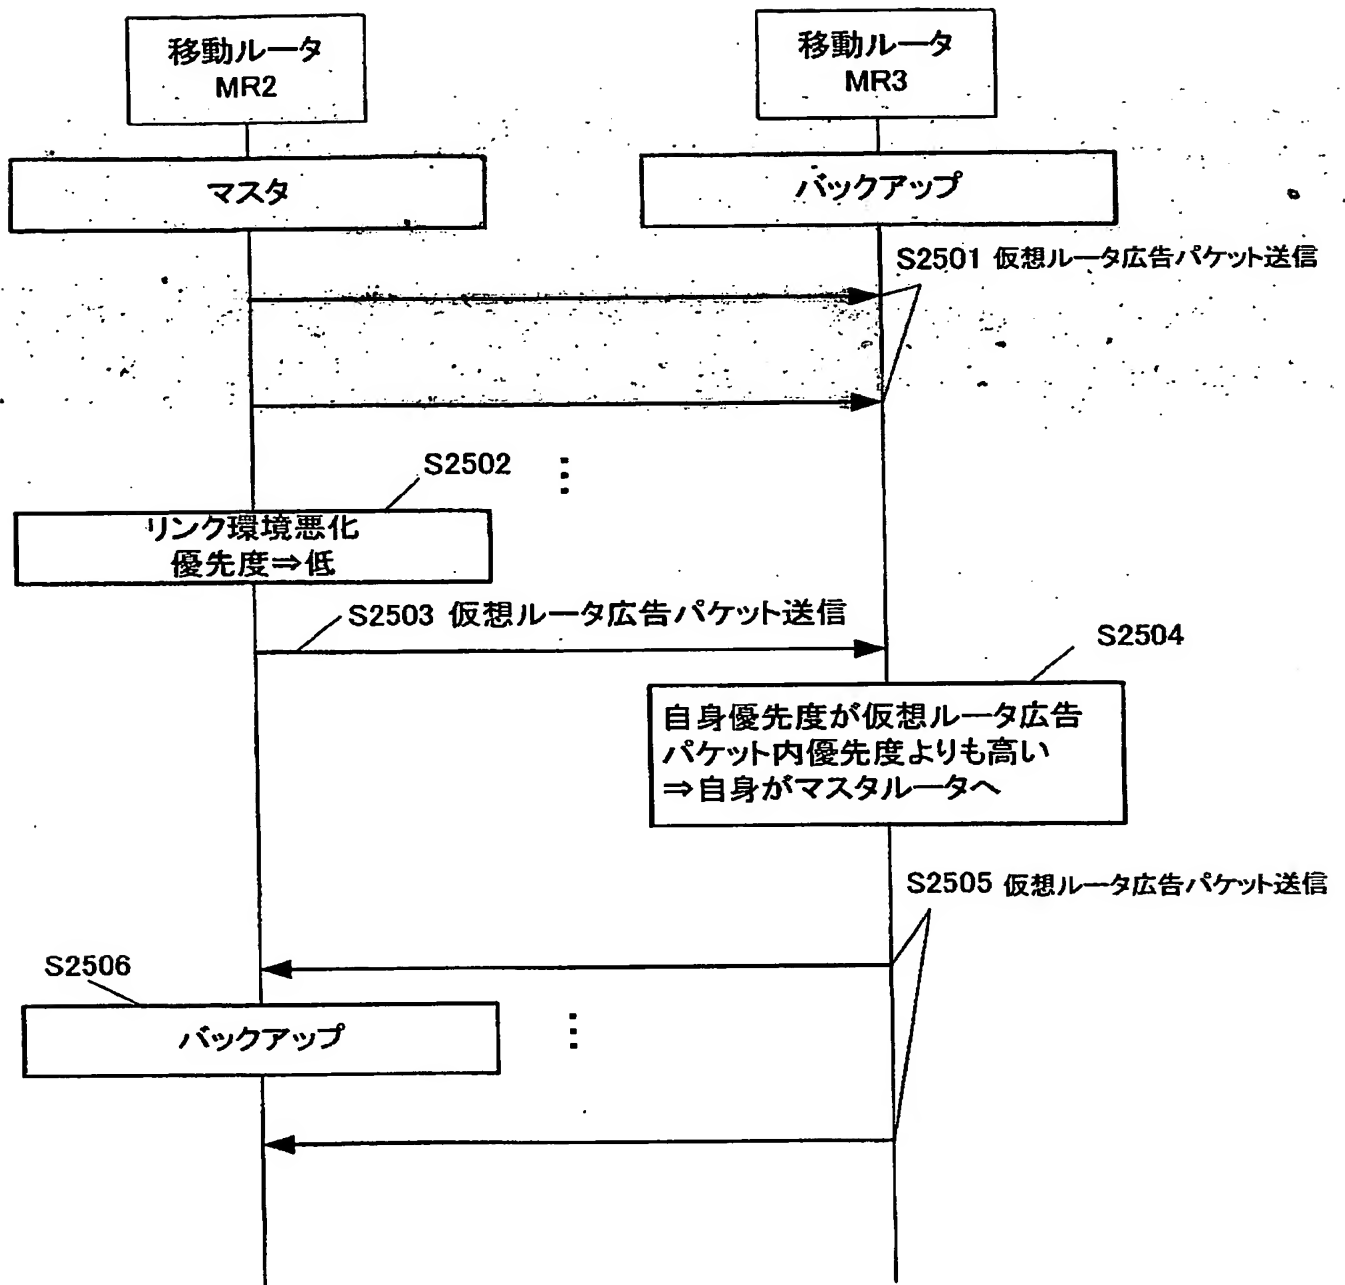 移動ルータ
MR2
移動ルータ
MR3
マスタ
バックアップ
S2501 仮想ルータ広告パケット送信
S2502
リンク環境悪化
優先度⇒低
S2503 仮想ルータ広告パケット送信
S2504
自身優先度が仮想ルータ広告
パケット内優先度よりも高い
⇒自身がマスタルータへ
S2505 仮想ルータ広告パケット送信
S2506
バックアップ